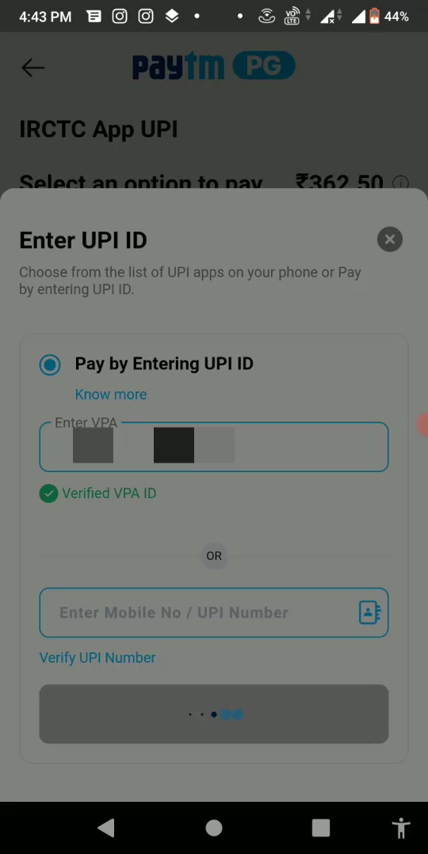 4:43 PM
VO LTE
44%
paytm PG
IRCTC App UPI
Select an option to pay ₹362.50
Enter UPI ID
Choose from the list of UPI apps on your phone or Pay
by entering UPI ID.
Pay by Entering UPI ID
Know more
Enter VPA
Verified VPA ID
OR
Enter Mobile No / UPI Number
Verify UPI Number